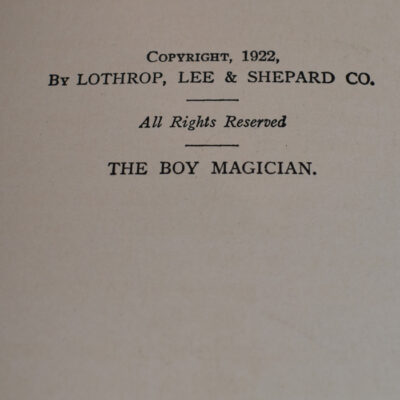 Copyright, 1922,
By LOTHROP, LEE & SHEPARD CO.
All Rights Reserved
THE BOY MAGICIAN.